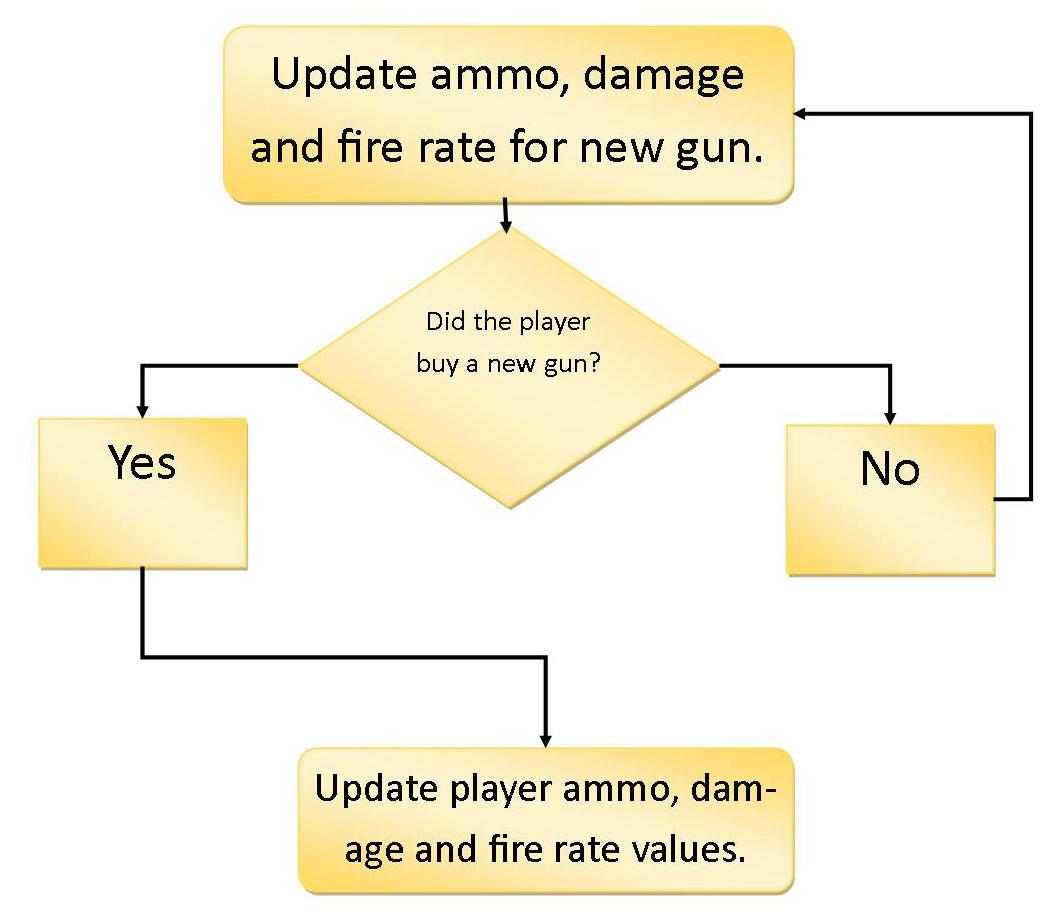 Update ammo, damage
and fire rate for new gun.
Did the player
buy a new gun?
Yes
No
Update player ammo, dam-
age and fire rate values.